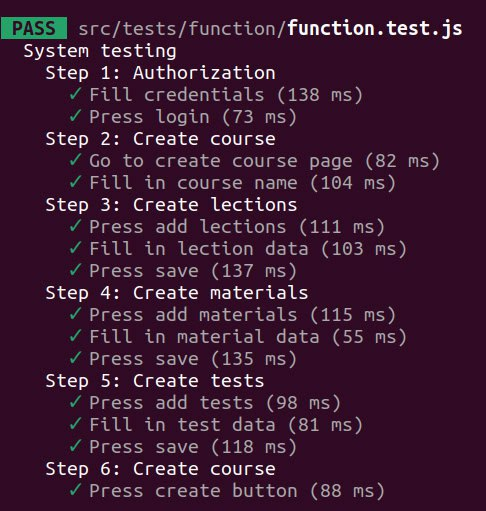 PASS src/tests/function/function.test.js
System testing
Step 1: Authorization
✓ Fill credentials (138 ms)
✓ Press login (73 ms)
Step 2: Create course
✓ Go to create course page (82 ms)
✓ Fill in course name (104 ms)
Step 3: Create lections
✓ Press add lections (111 ms)
✓ Fill in lection data (103 ms)
✓ Press save (137 ms)
Step 4: Create materials
✓ Press add materials (115 ms)
✓ Fill in material data (55 ms)
✓ Press save (135 ms)
Step 5: Create tests
✓ Press add tests (98 ms)
✓ Fill in test data (81 ms)
✓ Press save (118 ms)
Step 6: Create course
✓ Press create button (88 ms)